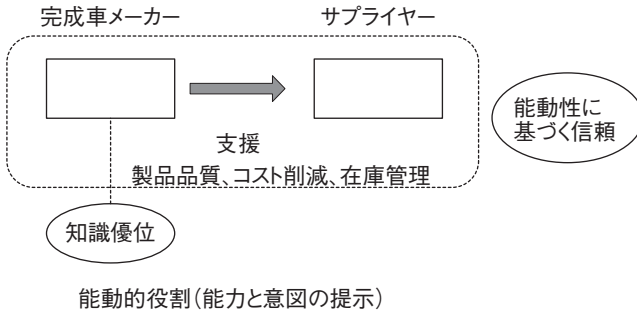 完成車メーカー
サプライヤー
能動性に
基づく信頼
支援
製品品質、コスト削減、在庫管理
知識優位
能動的役割(能力と意図の提示)